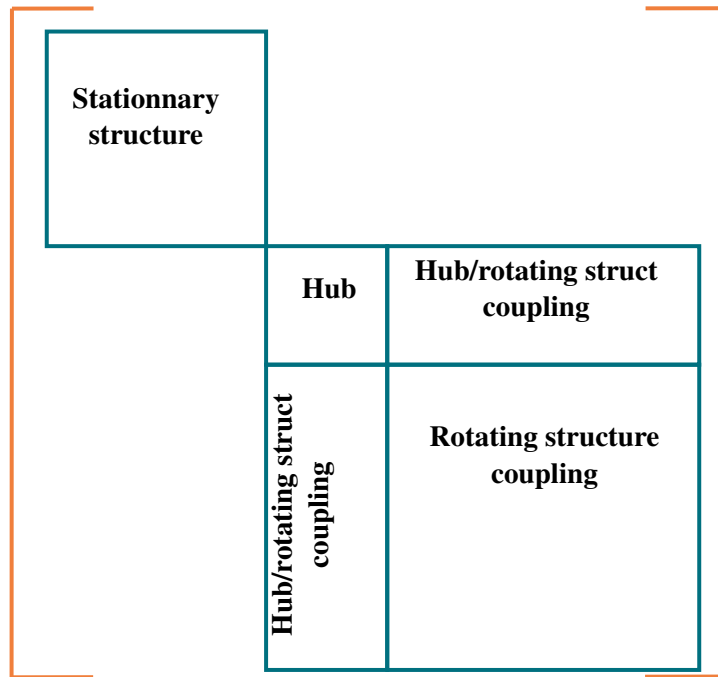 Stationnary
structure
Hub
Hub/rotating struct
coupling
Hub/rotating struct
coupling
Rotating structure
coupling